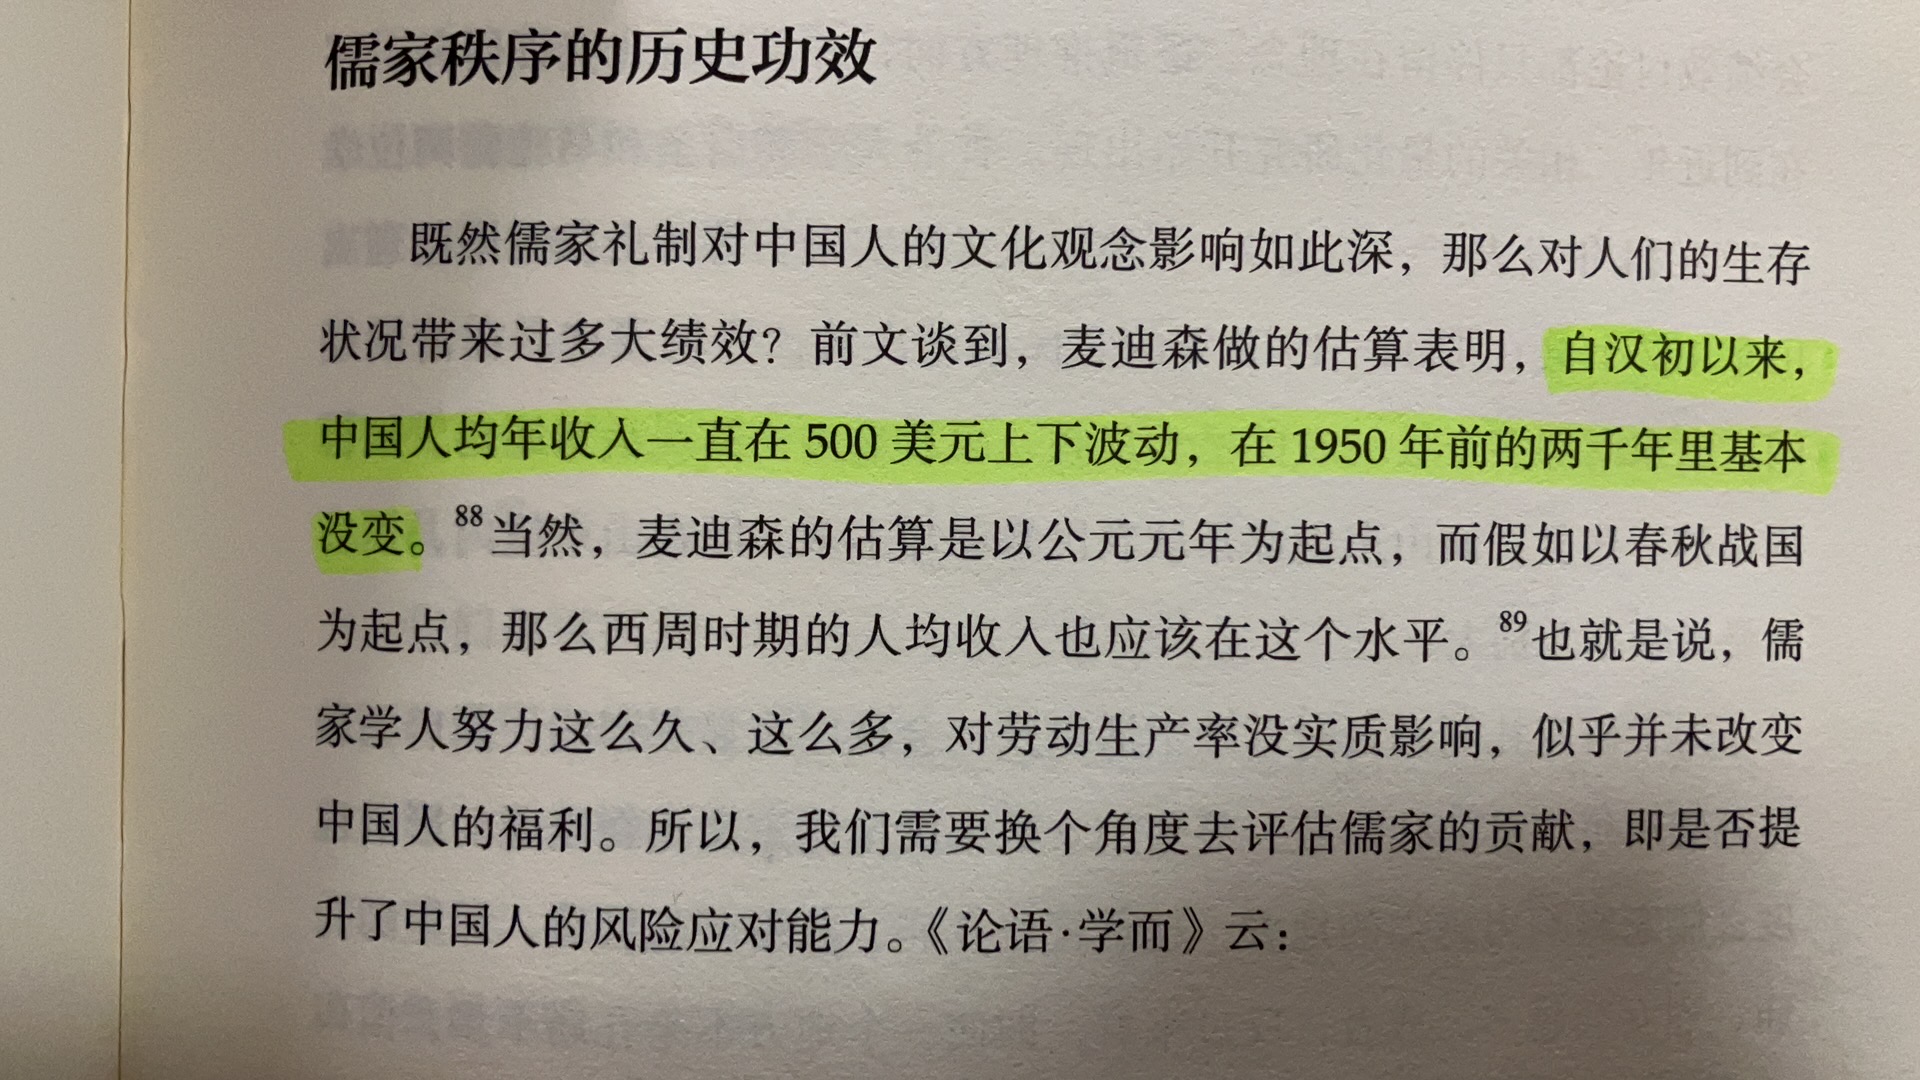 儒家秩序的历史功效
既然儒家礼制对中国人的文化观念影响如此深，那么对人们的生存
状况带来过多大绩效？前文谈到，麦迪森做的估算表明，自汉初以来，
中国人均年收入一直在 500 美元上下波动，在 1950 年前的两千年里基本
没变。88当然，麦迪森的估算是以公元元年为起点，而假如以春秋战国
为起点，那么西周时期的人均收入也应该在这个水平。89也就是说，儒
家学人努力这么久、这么多，对劳动生产率没实质影响，似乎并未改变
中国人的福利。所以，我们需要换个角度去评估儒家的贡献，即是否提
升了中国人的风险应对能力。《论语·学而》云：